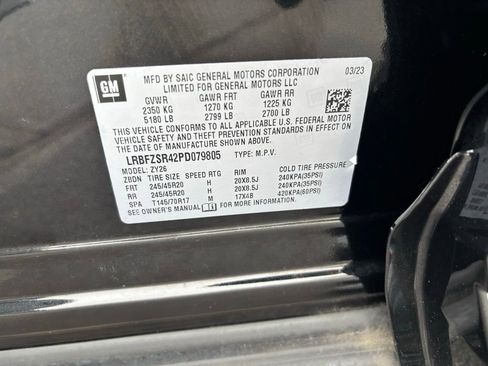 GM
MFD BY SAIC GENERAL MOTORS CORPORATION 03/23
LIMITED FOR GENERAL MOTORS LLC
GVWR GAWR FRT GAWR RR
2350 KG 1270 KG 1225 KG
5180 LB 2799 LB 2700 LB
THIS VEHICLE CONFORMS TO ALL APPLICABLE U.S. FEDERAL MOTOR
VEHICLE SAFETY AND THEFT PREVENTION STANDARDS IN EFFECT ON
THE DATE OF MANUFACTURE SHOWN ABOVE.
LRBFZSR42PD079805 TYPE: M.P.V.
MODEL: ZY26
ZBDN TIRE SIZE SPEED RTG RIM COLD TIRE PRESSURE
FRT 245/45R20 H 20X8.5J 240KPA(35PSI)
RR 245/45R20 H 20X8.5J 240KPA(35PSI)
SPA T145/70R17 M 17X4B 420KPA(60PSI)
SEE OWNER'S MANUAL FOR MORE INFORMATION.